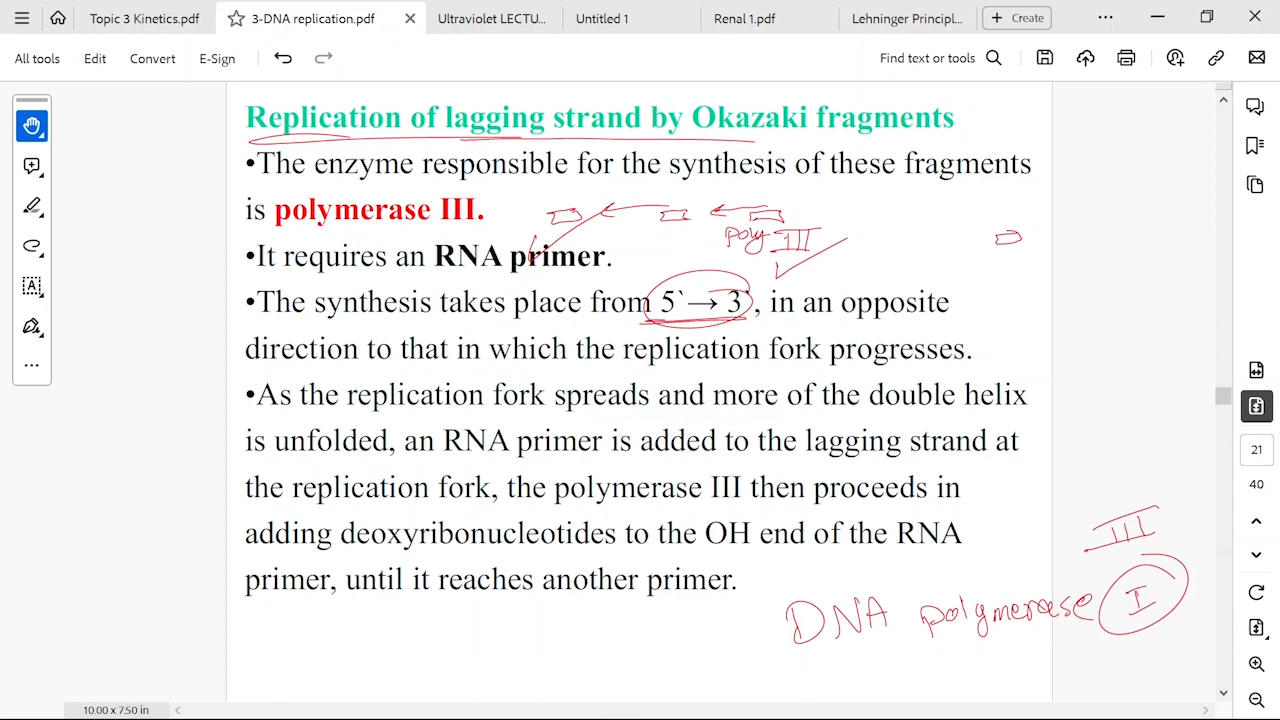 Topic 3 Kinetics.pdf
3-DNA replication.pdf
Ultraviolet LECTU...
Untitled 1
Renal 1.pdf
Lehninger Principl...
+ Create
All tools
Edit
Convert
E-Sign
Find text or tools
Replication of lagging strand by Okazaki fragments
•The enzyme responsible for the synthesis of these fragments
is polymerase III.
poly III
•It requires an RNA primer.
•The synthesis takes place from 5` → 3`, in an opposite
direction to that in which the replication fork progresses.
•As the replication fork spreads and more of the double helix
is unfolded, an RNA primer is added to the lagging strand at
the replication fork, the polymerase III then proceeds in
adding deoxyribonucleotides to the OH end of the RNA
primer, until it reaches another primer.
III
DNA polymerase I
21
40
10.00 x 7.50 in